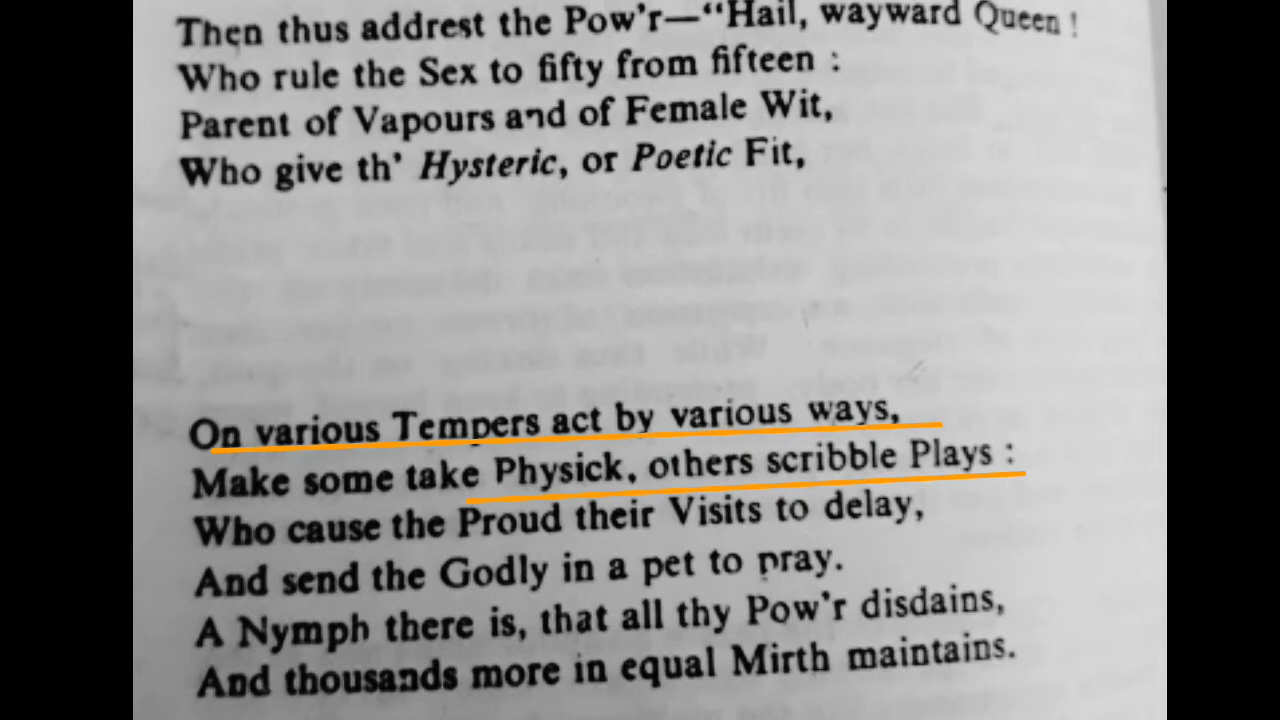 Then thus addrest the Pow'r—“Hail, wayward Queen !
Who rule the Sex to fifty from fifteen :
Parent of Vapours and of Female Wit,
Who give th' Hysteric, or Poetic Fit,
On various Tempers act by various ways,
Make some take Physick, others scribble Plays :
Who cause the Proud their Visits to delay,
And send the Godly in a pet to pray.
A Nymph there is, that all thy Pow'r disdains,
And thousands more in equal Mirth maintains.